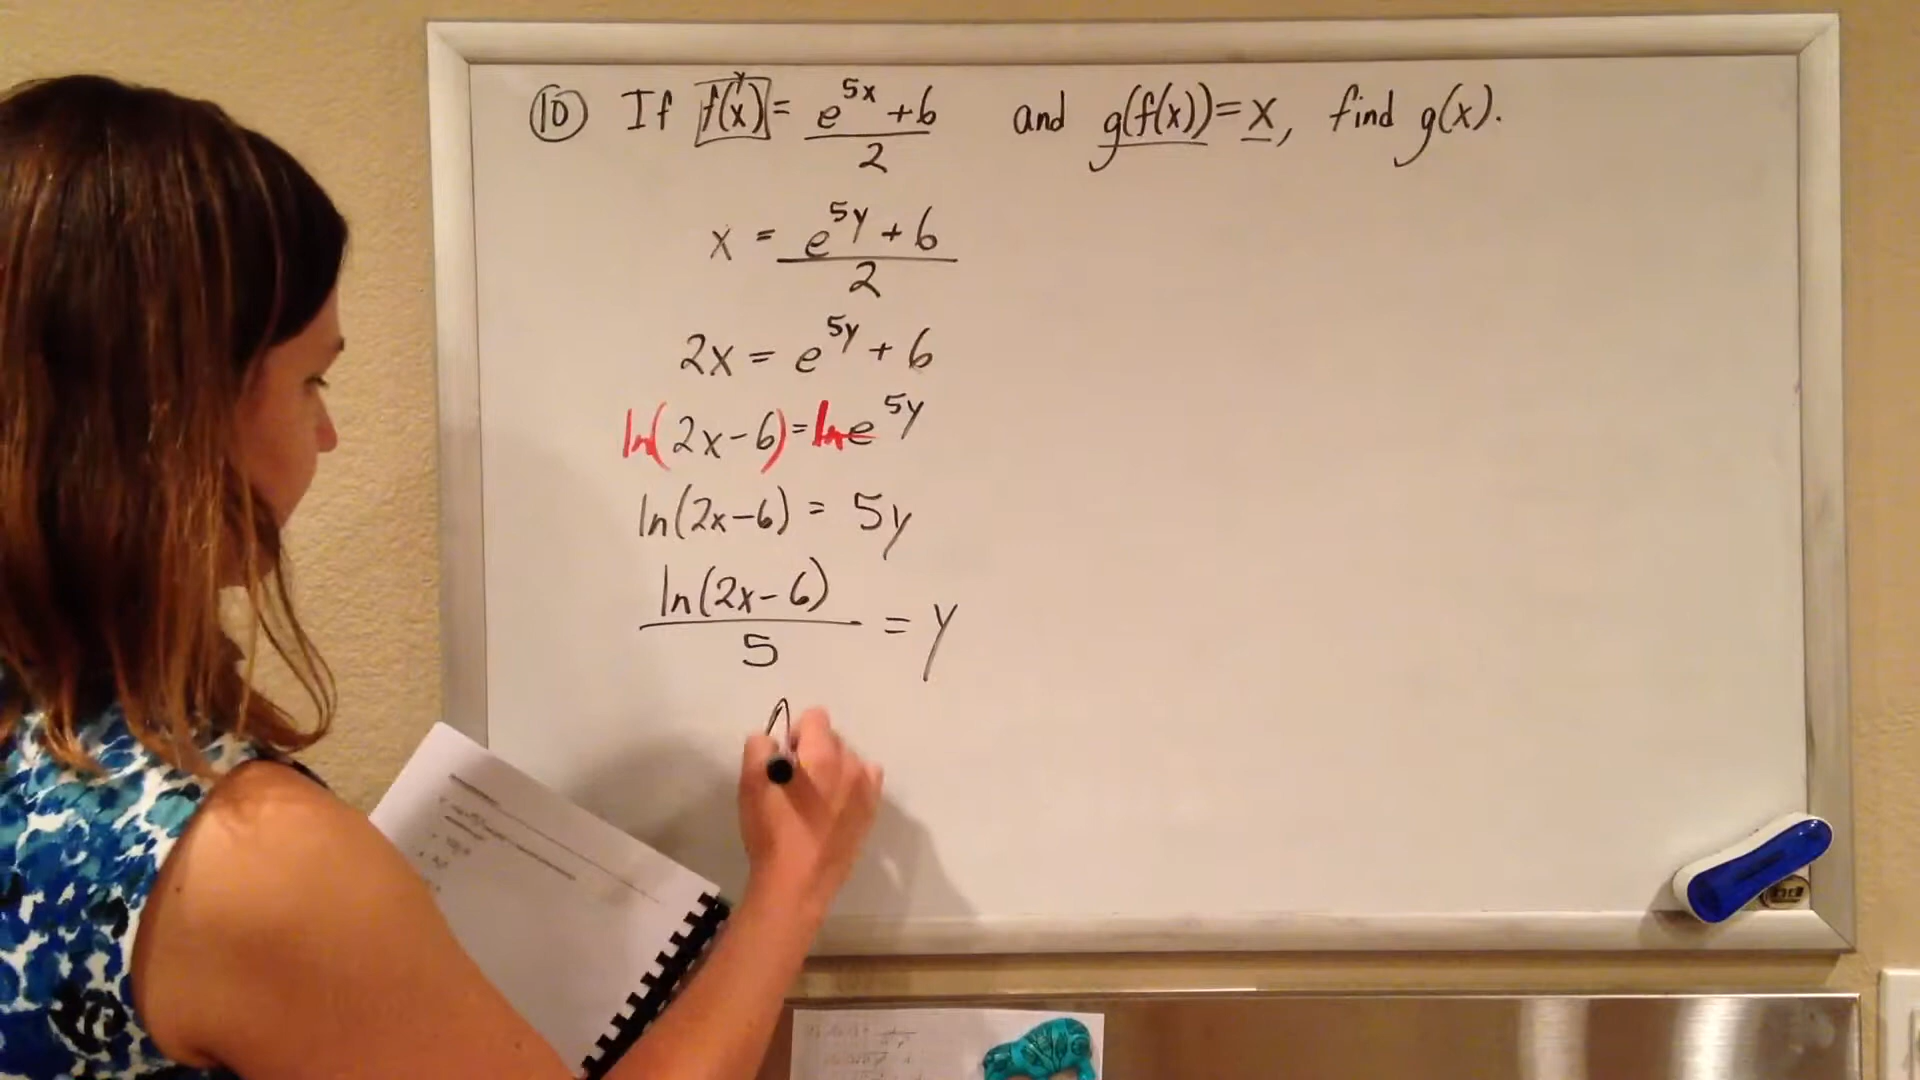 ⑩ If f(x) = (e^5x + 6)/2 and g(f(x)) = x, find g(x).
y
x = (e^5y + 6)/2
2x = e^5y + 6
ln(2x-6) = ln e^5y
ln(2x-6) = 5y
ln(2x-6)/5 = y